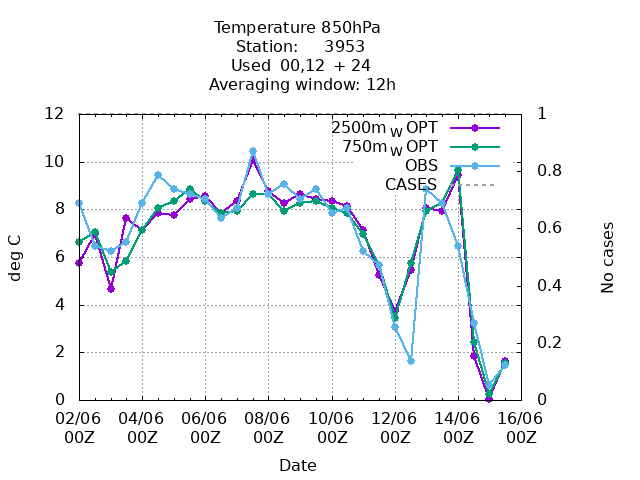 Temperature 850hPa
Station: 3953
Used 00,12 + 24
Averaging window: 12h
2500m_w OPT
750m_w OPT
OBS
CASES
deg C
12
10
8
6
4
2
0
No cases
1
0.8
0.6
0.4
0.2
0
02/06 04/06 06/06 08/06 10/06 12/06 14/06 16/06
00Z 00Z 00Z 00Z 00Z 00Z 00Z 00Z
Date